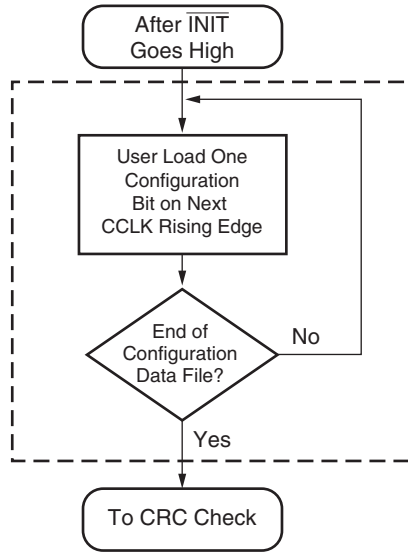 After INIT
Goes High
User Load One
Configuration
Bit on Next
CCLK Rising Edge
End of
Configuration
Data File?
No
Yes
To CRC Check